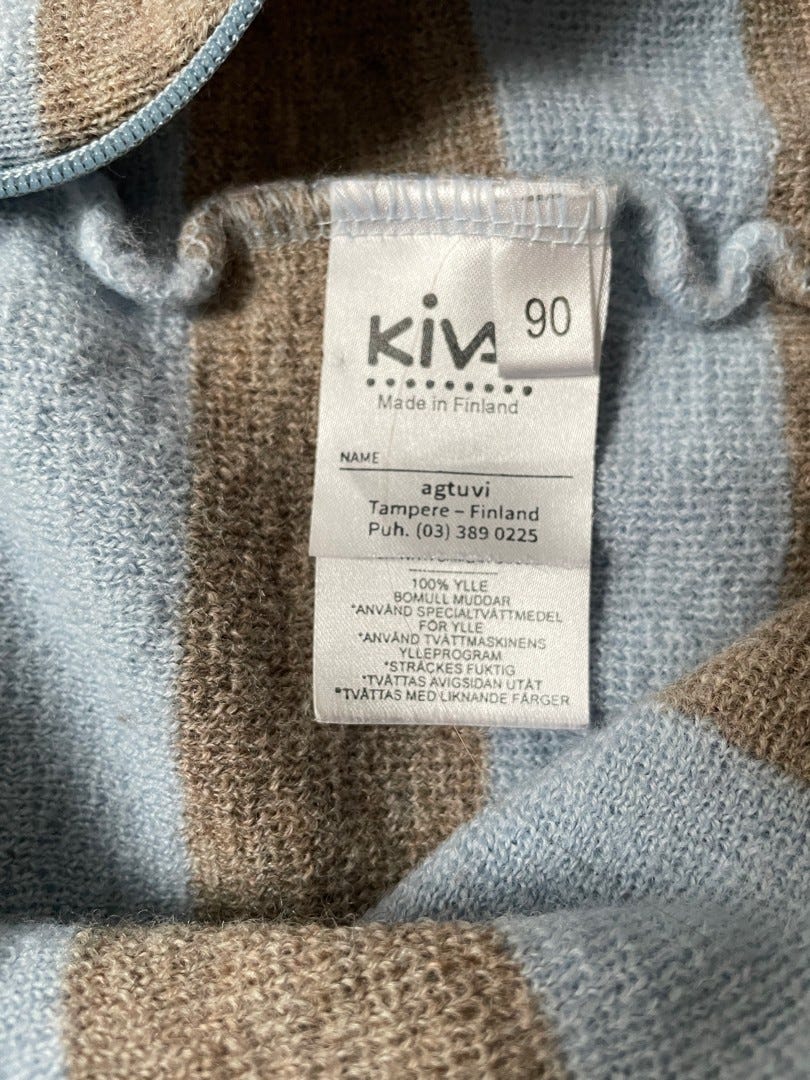 90
Made in Finland
NAME
agtuvi
Tampere – Finland
Puh. (03) 389 0225
100% YLLE
BOMULL MUDDAR
*ANVÄND SPECIALTVÄTTMEDEL
FÖR YLLE
*ANVÄND TVÄTTMASKINENS
YLLEPROGRAM
*STRÄCKES FUKTIG
*TVÄTTAS AVIGSIDAN UTÅT
*TVÄTTAS MED LIKNANDE FÄRGER